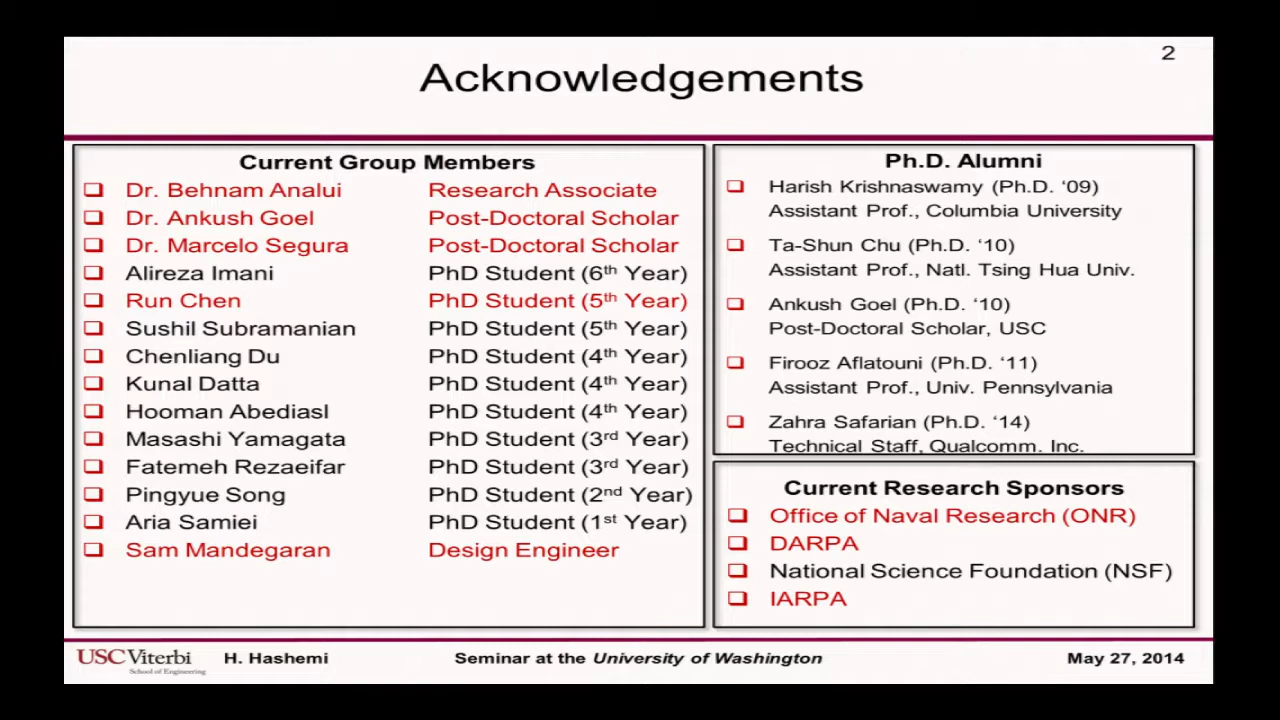 2
Acknowledgements
Current Group Members
Dr. Behnam Analui Research Associate
Dr. Ankush Goel Post-Doctoral Scholar
Dr. Marcelo Segura Post-Doctoral Scholar
Alireza Imani PhD Student (6th Year)
Run Chen PhD Student (5th Year)
Sushil Subramanian PhD Student (5th Year)
Chenliang Du PhD Student (4th Year)
Kunal Datta PhD Student (4th Year)
Hooman Abediasl PhD Student (4th Year)
Masashi Yamagata PhD Student (3rd Year)
Fatemeh Rezaeifar PhD Student (3rd Year)
Pingyue Song PhD Student (2nd Year)
Aria Samiei PhD Student (1st Year)
Sam Mandegaran Design Engineer
Ph.D. Alumni
Harish Krishnaswamy (Ph.D. ‘09)
Assistant Prof., Columbia University
Ta-Shun Chu (Ph.D. ‘10)
Assistant Prof., Natl. Tsing Hua Univ.
Ankush Goel (Ph.D. ‘10)
Post-Doctoral Scholar, USC
Firooz Aflatouni (Ph.D. ‘11)
Assistant Prof., Univ. Pennsylvania
Zahra Safarian (Ph.D. ‘14)
Technical Staff, Qualcomm. Inc.
Current Research Sponsors
Office of Naval Research (ONR)
DARPA
National Science Foundation (NSF)
IARPA
USC Viterbi
School of Engineering
H. Hashemi Seminar at the University of Washington May 27, 2014